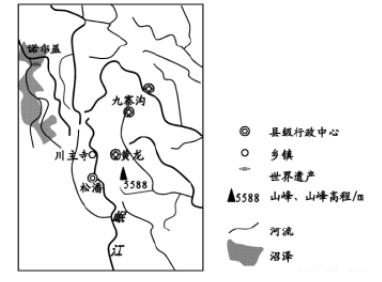 诺尔盖
九寨沟
川主寺
黄龙
松潘
5588
岷
江
县级行政中心
乡镇
世界遗产
5588 山峰、山峰高程/m
河流
沼泽